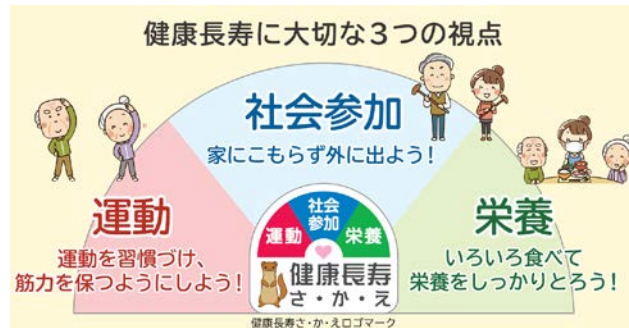 健康長寿に大切な3つの視点
社会参加
家にこもらず外に出よう!
運動
運動を習慣づけ、
筋力を保つようにしよう!
栄養
いろいろ食べて
栄養をしっかりとろう!
運動
社会
参加
栄養
健康長寿
さ・か・え
健康長寿さ・か・えロゴマーク